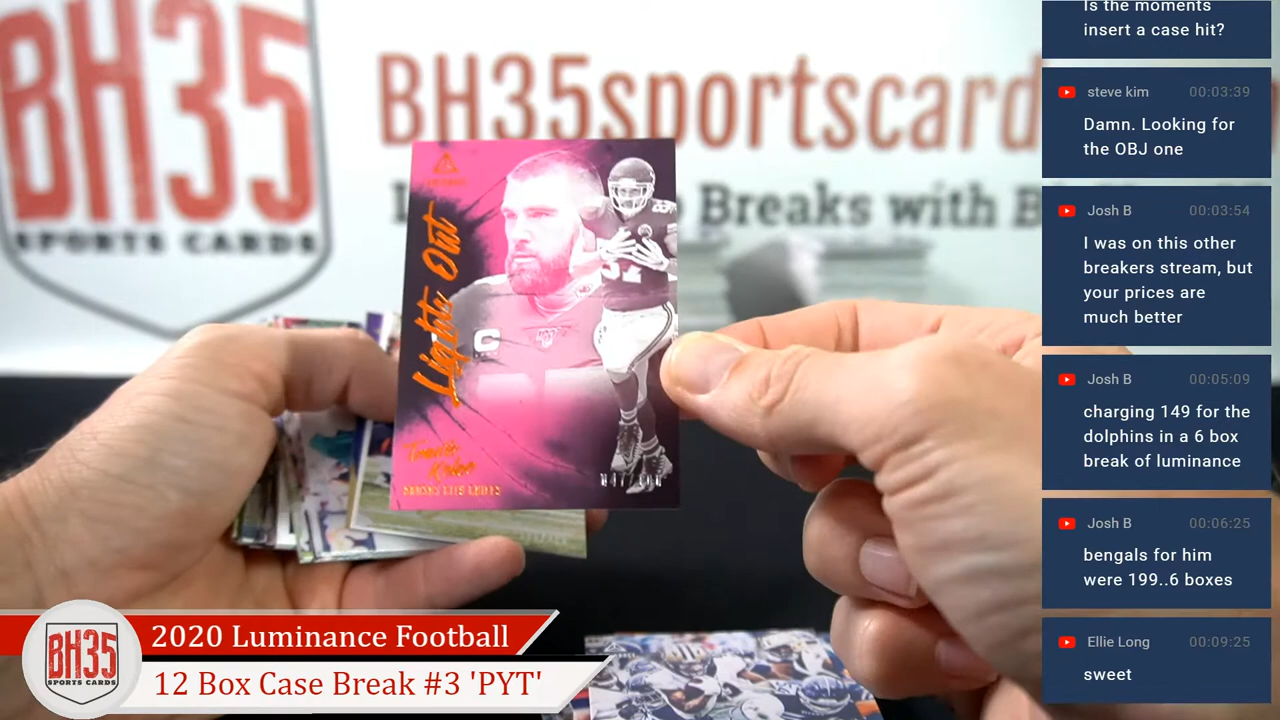 BH35
SPORTS CARDS
BH35sportscard
Breaks with B
Lights Out
Travis
Kelce
KANSAS CITY CHIEFS
C
87
Is the moments
insert a case hit?
steve kim 00:03:39
Damn. Looking for
the OBJ one
Josh B 00:03:54
I was on this other
breakers stream, but
your prices are
much better
Josh B 00:05:09
charging 149 for the
dolphins in a 6 box
break of luminance
Josh B 00:06:25
bengals for him
were 199..6 boxes
Ellie Long 00:09:25
sweet
BH35
SPORTS CARDS
2020 Luminance Football
12 Box Case Break #3 'PYT'